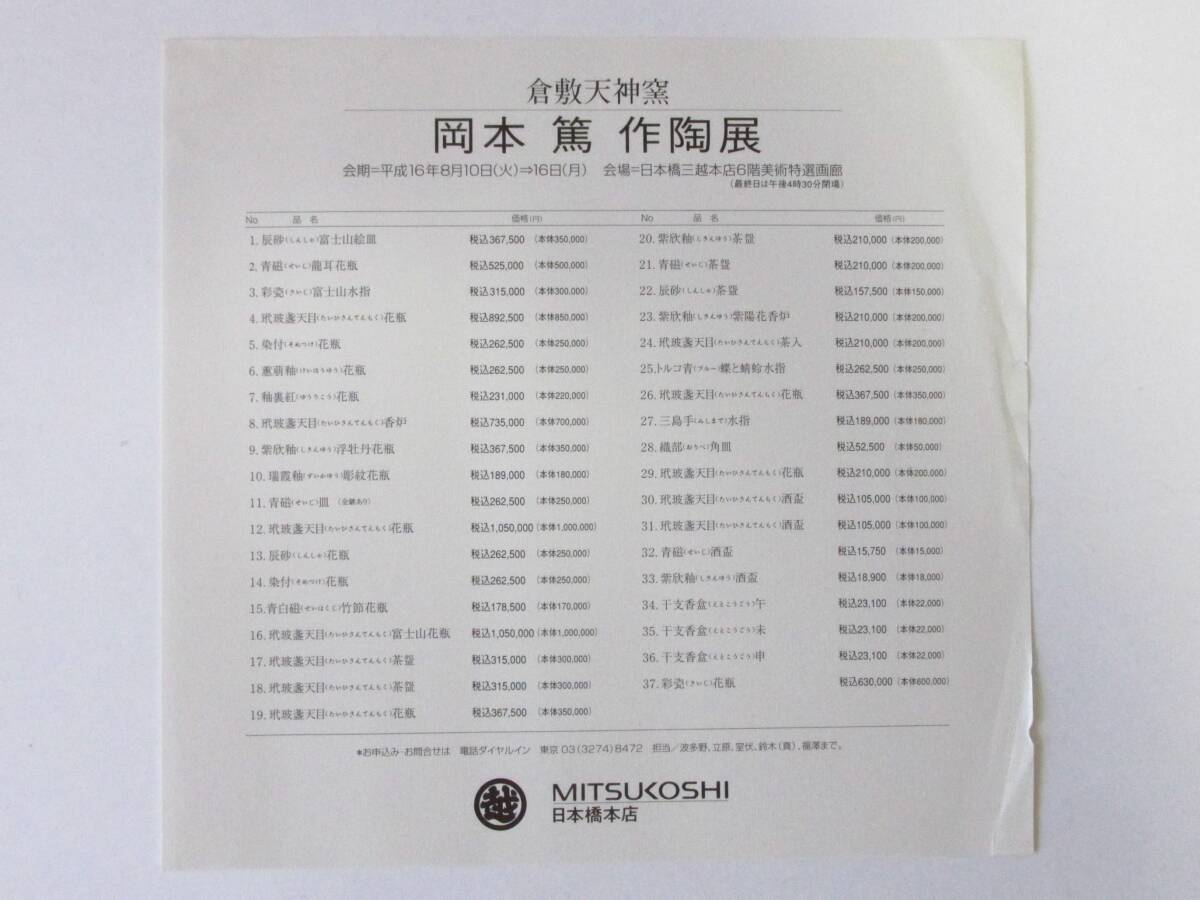 倉敷天神窯
岡本 篤 作陶展
会期=平成16年8月10日(火)⇒16日(月) 会場=日本橋三越本店6階美術特選画廊
(最終日は午後4時30分閉場)
No. 品名 価格(円)
1. 辰砂(しんしゃ)富士山絵皿 税込367,500 (本体350,000)
2. 青磁(せいじ)龍耳花瓶 税込525,000 (本体500,000)
3. 彩瓷(さいじ)富士山水指 税込315,000 (本体300,000)
4. 玳玻盞天目(たいひさんてんもく)花瓶 税込892,500 (本体850,000)
5. 染付(そめつけ)花瓶 税込262,500 (本体250,000)
6. 蕙萠釉(けいほうゆう)花瓶 税込262,500 (本体250,000)
7. 釉裏紅(ゆうりこう)花瓶 税込231,000 (本体220,000)
8. 玳玻盞天目(たいひさんてんもく)香炉 税込735,000 (本体700,000)
9. 紫欣釉(しきんゆう)浮牡丹花瓶 税込367,500 (本体350,000)
10. 瑞霞釉(ずいかゆう)彫紋花瓶 税込189,000 (本体180,000)
11. 青磁(せいじ)皿 (金継あり) 税込262,500 (本体250,000)
12. 玳玻盞天目(たいひさんてんもく)花瓶 税込1,050,000 (本体1,000,000)
13. 辰砂(しんしゃ)花瓶 税込262,500 (本体250,000)
14. 染付(そめつけ)花瓶 税込262,500 (本体250,000)
15. 青白磁(せいはくじ)竹節花瓶 税込178,500 (本体170,000)
16. 玳玻盞天目(たいひさんてんもく)富士山花瓶 税込1,050,000 (本体1,000,000)
17. 玳玻盞天目(たいひさんてんもく)茶盌 税込315,000 (本体300,000)
18. 玳玻盞天目(たいひさんてんもく)茶盌 税込315,000 (本体300,000)
19. 玳玻盞天目(たいひさんてんもく)花瓶 税込367,500 (本体350,000)
No. 品名 価格(円)
20. 紫欣釉(しきんゆう)茶盌 税込210,000 (本体200,000)
21. 青磁(せいじ)茶盌 税込210,000 (本体200,000)
22. 辰砂(しんしゃ)茶盌 税込157,500 (本体150,000)
23. 紫欣釉(しきんゆう)紫陽花香炉 税込210,000 (本体200,000)
24. 玳玻盞天目(たいひさんてんもく)茶入 税込210,000 (本体200,000)
25. トルコ青(ブルー)蝶と蜻蛉水指 税込262,500 (本体250,000)
26. 玳玻盞天目(たいひさんてんもく)花瓶 税込367,500 (本体350,000)
27. 三島手(みしまで)水指 税込189,000 (本体180,000)
28. 織部(おりべ)角皿 税込52,500 (本体50,000)
29. 玳玻盞天目(たいひさんてんもく)花瓶 税込210,000 (本体200,000)
30. 玳玻盞天目(たいひさんてんもく)酒盃 税込105,000 (本体100,000)
31. 玳玻盞天目(たいひさんてんもく)酒盃 税込105,000 (本体100,000)
32. 青磁(せいじ)酒盃 税込15,750 (本体15,000)
33. 紫欣釉(しきんゆう)酒盃 税込18,900 (本体18,000)
34. 干支香盒(えとこうごう)午 税込23,100 (本体22,000)
35. 干支香盒(えとこうごう)未 税込23,100 (本体22,000)
36. 干支香盒(えとこうごう)申 税込23,100 (本体22,000)
37. 彩瓷(さいじ)花瓶 税込630,000 (本体600,000)
*お申込み・お問合せは 電話ダイヤルイン 東京 03(3274)8472 担当/波多野、立原、室伏、鈴木(真)、福澤まで。
越 MITSUKOSHI
日本橋本店